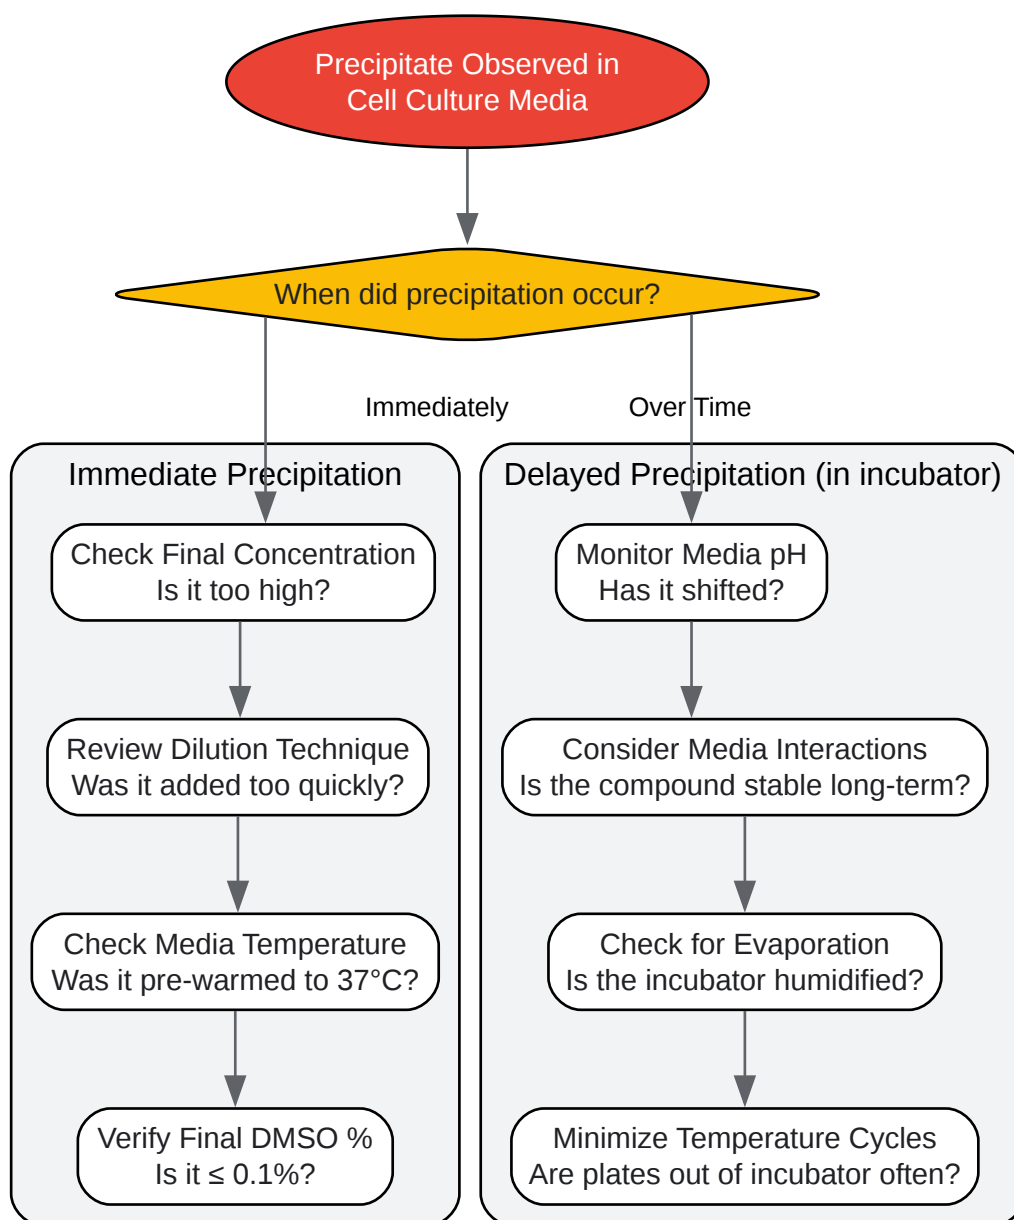 Precipitate Observed in
Cell Culture Media
When did precipitation occur?
Immediately
Over Time
Immediate Precipitation
Check Final Concentration
Is it too high?
Review Dilution Technique
Was it added too quickly?
Check Media Temperature
Was it pre-warmed to 37°C?
Verify Final DMSO %
Is it ≤ 0.1%?
Delayed Precipitation (in incubator)
Monitor Media pH
Has it shifted?
Consider Media Interactions
Is the compound stable long-term?
Check for Evaporation
Is the incubator humidified?
Minimize Temperature Cycles
Are plates out of incubator often?